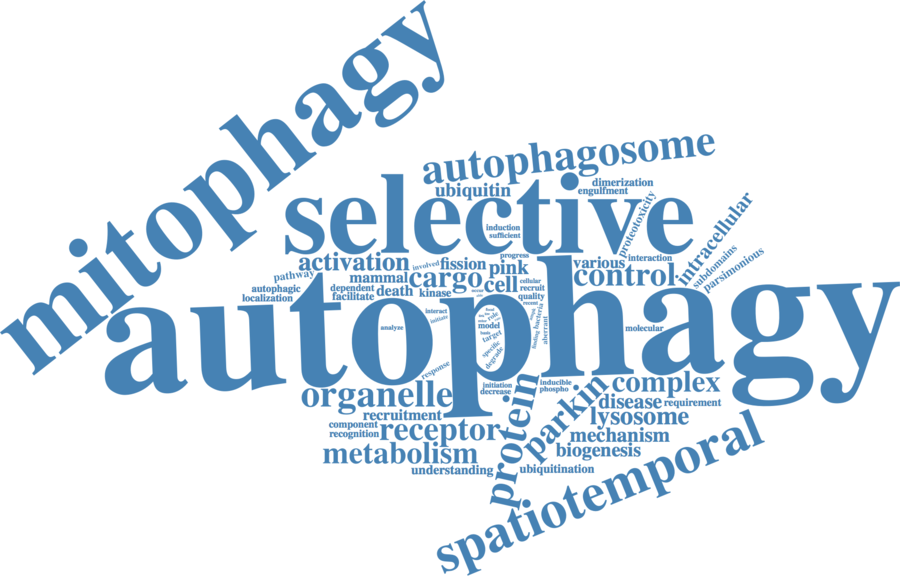 mitophagy
autophagosome
ubiquitin
dimerization
engulfment
selective
proteotoxicity
intracellular
induction
sufficient
subdomains
parsimonious
activation
involved
fission
progress
pink
various
interaction
control
pathway
mammal
cargo
cell
cellular
autophagic
localization
dependent
facilitate
death
kinase
recruit
quality
recent
autophagy
interact
initiate
analyze
role
model
target
specific
degrade
bacteria
aberrant
molecular
response
organelle
initiation
decrease
inducible
phospho
complex
protein
parkin
disease
requirement
recruitment
lysosome
component
recognition
receptor
mechanism
metabolism
biogenesis
understanding
ubiquitination
spatiotemporal